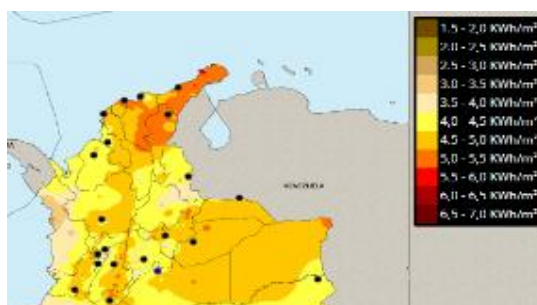 VENEZUELA
1.5 - 2,0 KWh/m²
2.0 - 2,5 KWh/m²
2.5 - 3,0 KWh/m²
3.0 - 3.5 KWh/m²
3.5 - 4,0 KWh/m²
4,0 - 4,5 KWh/m²
4.5 - 5,0 KWh/m²
5,0 - 5,5 KWh/m²
5,5 - 6,0 KWh/m²
6,0 - 6,5 KWh/m²
6,5 - 7,0 KWh/m²